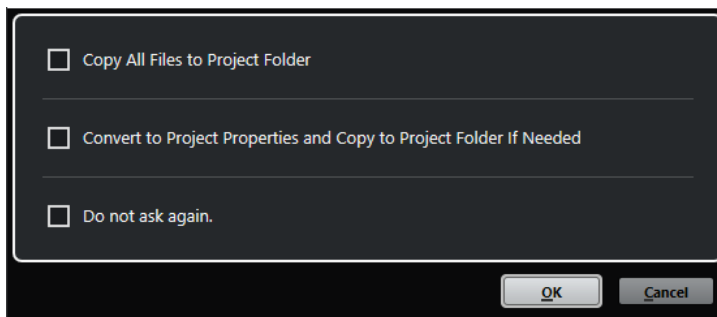 Copy All Files to Project Folder
Convert to Project Properties and Copy to Project Folder If Needed
Do not ask again.
OK
Cancel